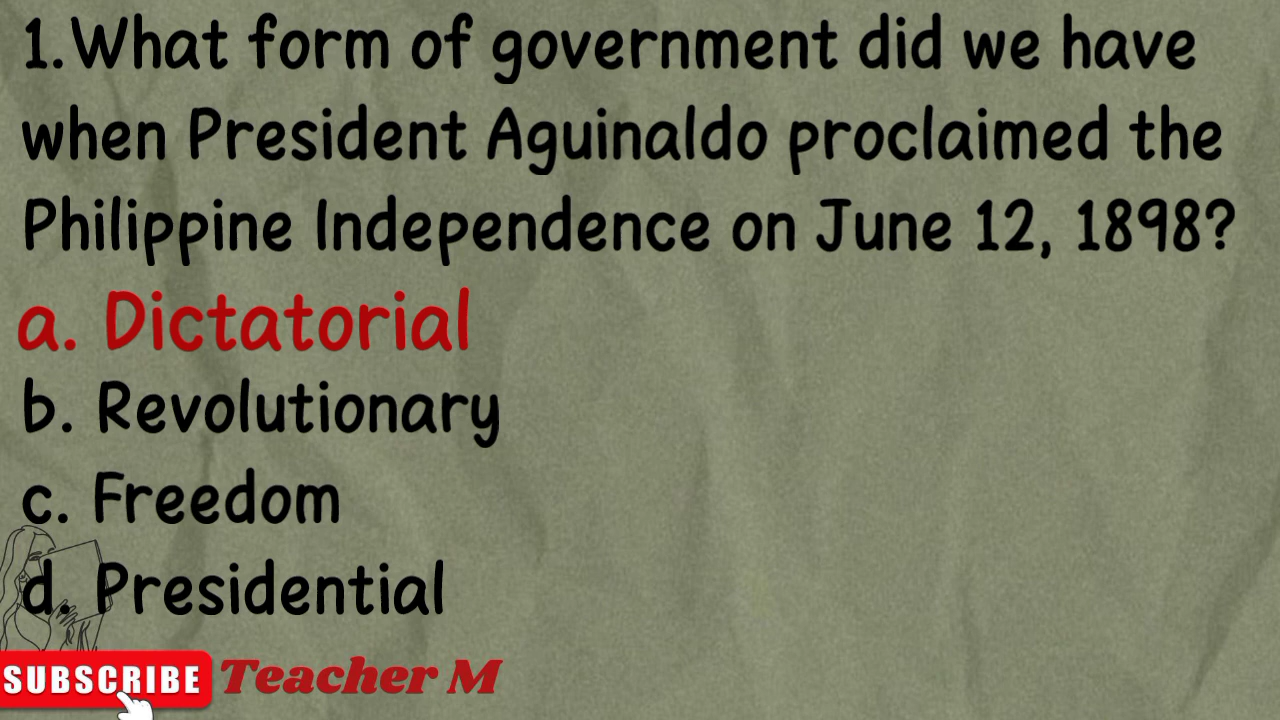 1.What form of government did we have
when President Aguinaldo proclaimed the
Philippine Independence on June 12, 1898?
a. Dictatorial
b. Revolutionary
c. Freedom
d. Presidential
SUBSCRIBE Teacher M